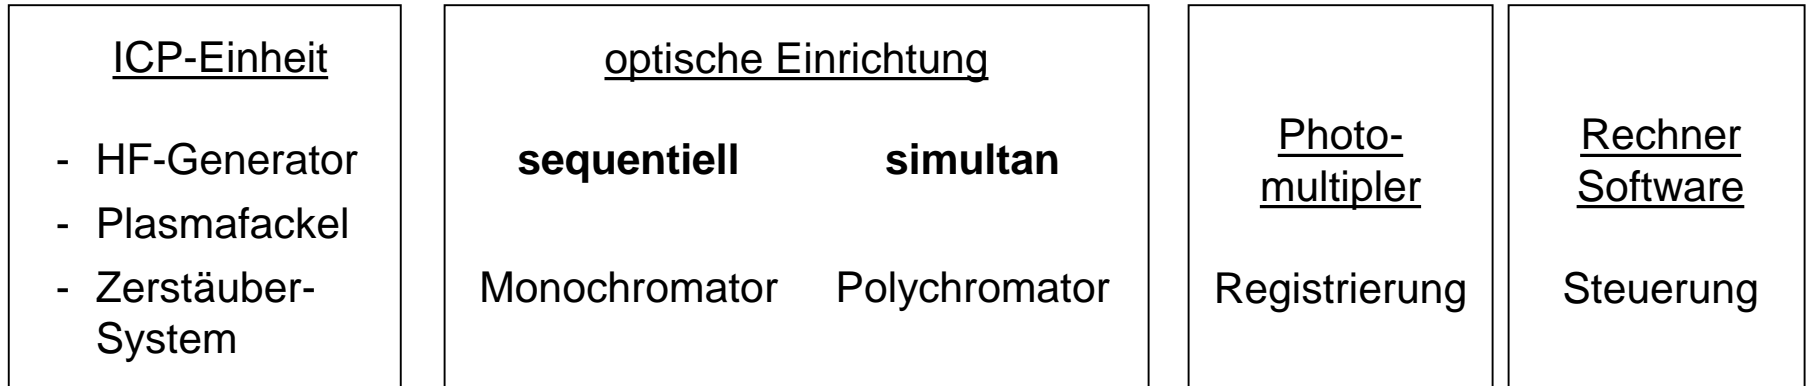 ICP-Einheit
- HF-Generator
- Plasmafackel
- Zerstäuber-
System
optische Einrichtung
sequentiell simultan
Monochromator Polychromator
Photo-
multipler
Registrierung
Rechner
Software
Steuerung